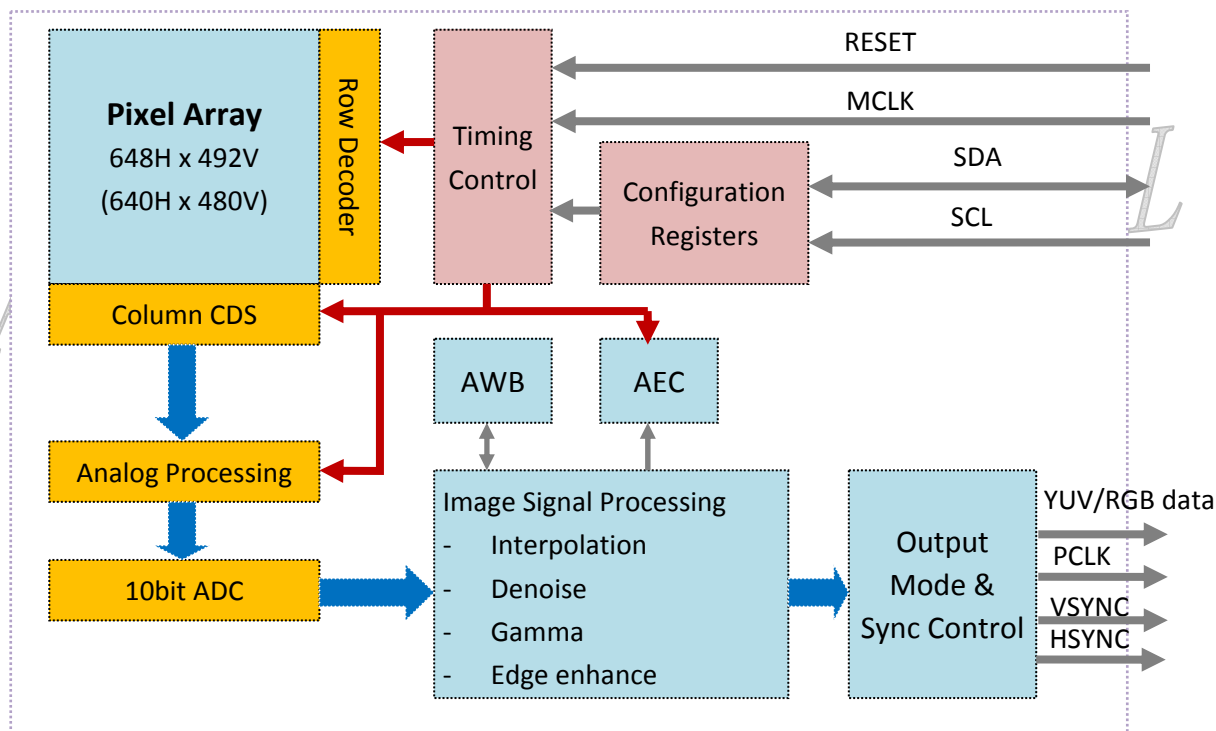 Pixel Array
648H x 492V
(640H x 480V)
Row Decoder
Column CDS
Analog Processing
10bit ADC
Timing
Control
Configuration
Registers
RESET
MCLK
SDA
SCL
L
AWB
AEC
Image Signal Processing
- Interpolation
- Denoise
- Gamma
- Edge enhance
Output
Mode &
Sync Control
YUV/RGB data
PCLK
VSYNC
HSYNC